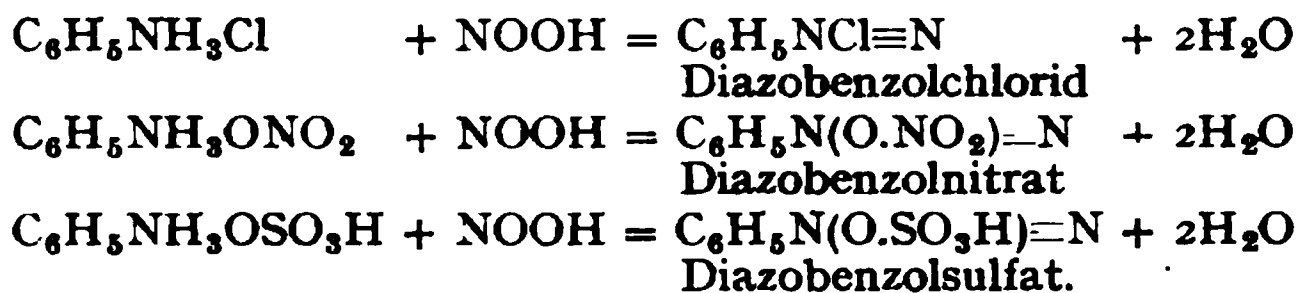 C₆H₅NH₃Cl + NOOH = C₆H₅NCl≡N + 2H₂O
Diazobenzolchlorid
C₆H₅NH₃ONO₂ + NOOH = C₆H₅N(O.NO₂)≡N + 2H₂O
Diazobenzolnitrat
C₆H₅NH₃OSO₃H + NOOH = C₆H₅N(O.SO₃H)≡N + 2H₂O
Diazobenzolsulfat.